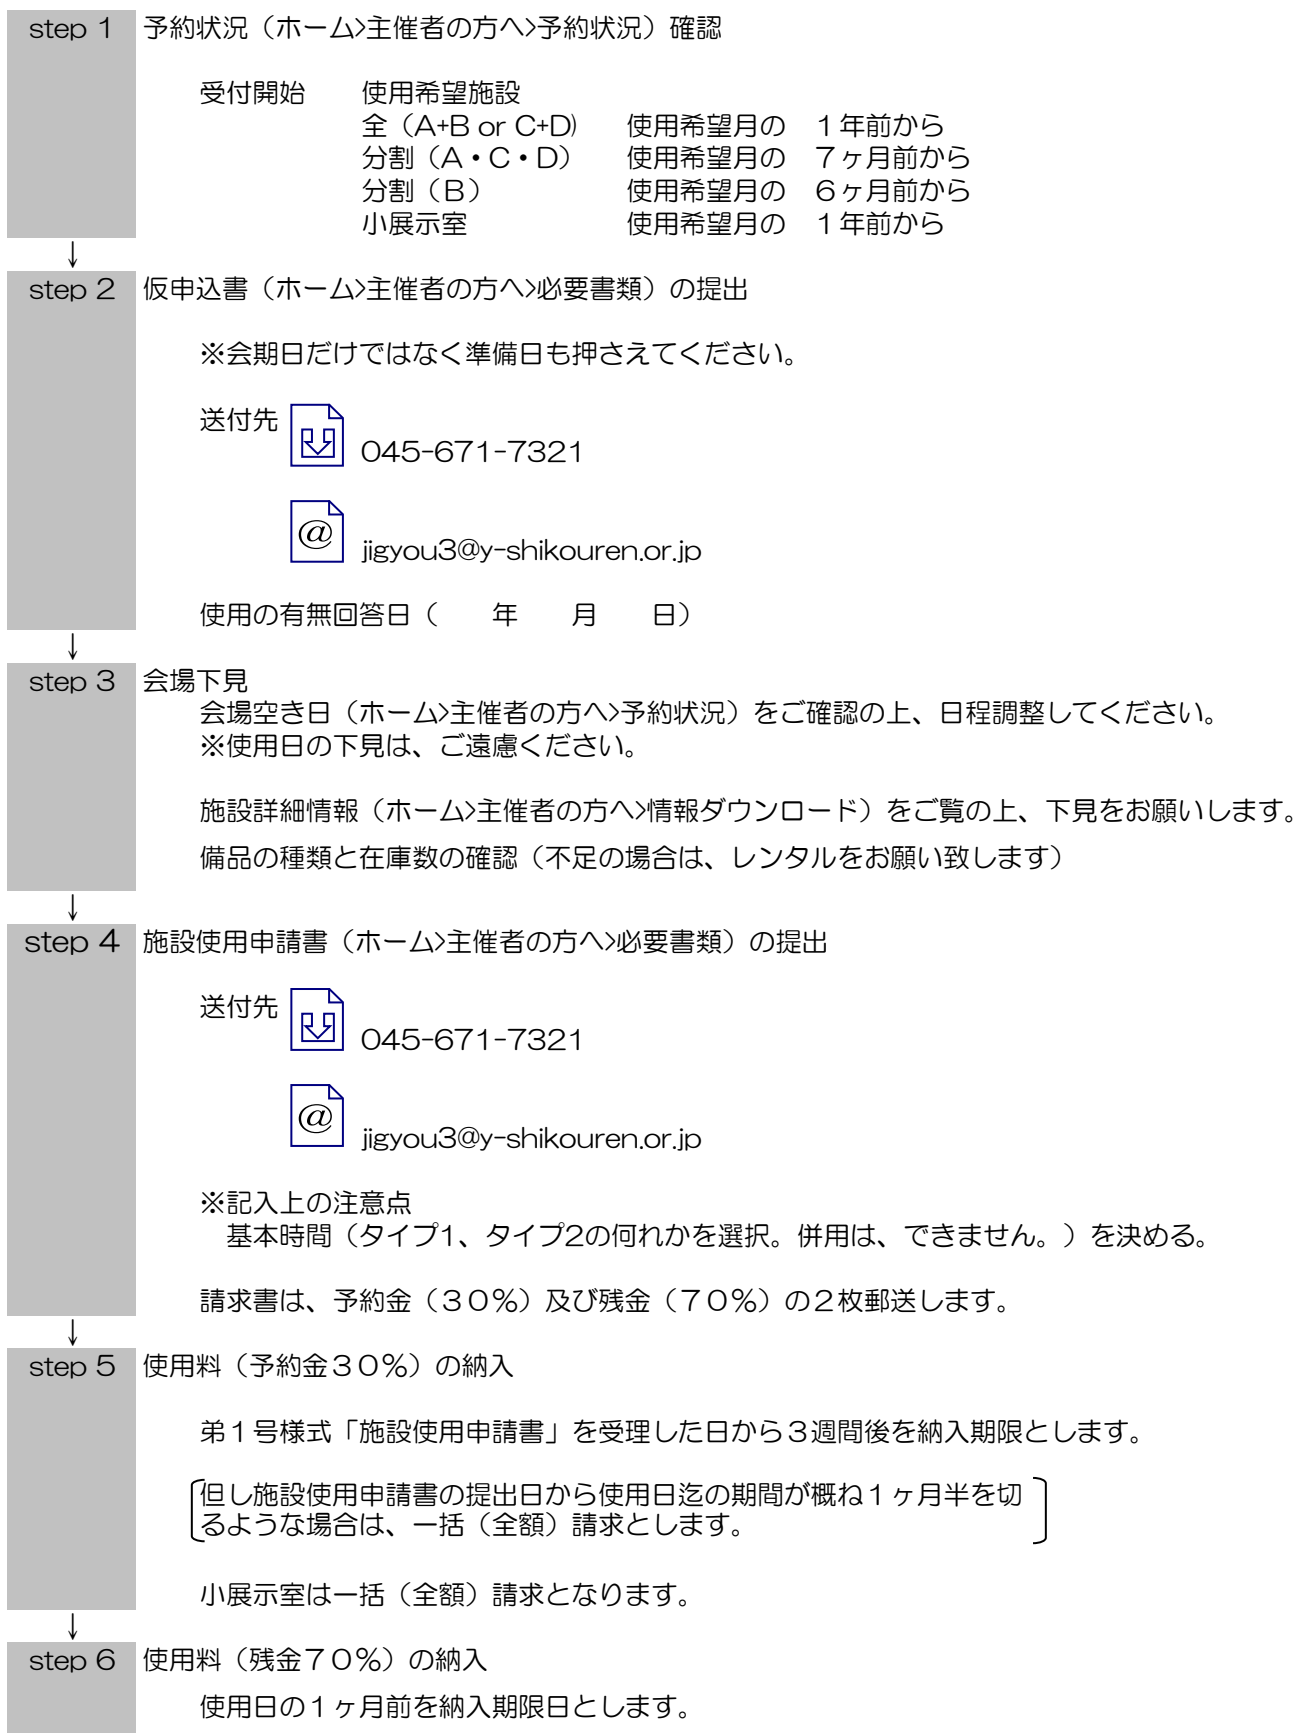 step 1 予約状況（ホーム>主催者の方へ>予約状況）確認
受付開始 使用希望施設
全（A+B or C+D) 使用希望月の １年前から
分割（A・C・D） 使用希望月の ７ヶ月前から
分割（B） 使用希望月の ６ヶ月前から
小展示室 使用希望月の １年前から
↓
step 2 仮申込書（ホーム>主催者の方へ>必要書類）の提出
※会期日だけではなく準備日も押さえてください。
送付先 045-671-7321
@ jigyou3@y-shikouren.or.jp
使用の有無回答日（　　年　　月　　日）
↓
step 3 会場下見
会場空き日（ホーム>主催者の方へ>予約状況）をご確認の上、日程調整してください。
※使用日の下見は、ご遠慮ください。
施設詳細情報（ホーム>主催者の方へ>情報ダウンロード）をご覧の上、下見をお願いします。
備品の種類と在庫数の確認（不足の場合は、レンタルをお願い致します）
↓
step 4 施設使用申請書（ホーム>主催者の方へ>必要書類）の提出
送付先 045-671-7321
@ jigyou3@y-shikouren.or.jp
※記入上の注意点
基本時間（タイプ1、タイプ2の何れかを選択。併用は、できません。）を決める。
請求書は、予約金（３０％）及び残金（７０％）の２枚郵送します。
↓
step 5 使用料（予約金３０％）の納入
弟１号様式「施設使用申請書」を受理した日から３週間後を納入期限とします。
但し施設使用申請書の提出日から使用日迄の期間が概ね１ヶ月半を切
るような場合は、一括（全額）請求とします。
小展示室は一括（全額）請求となります。
↓
step 6 使用料（残金７０％）の納入
使用日の１ヶ月前を納入期限日とします。